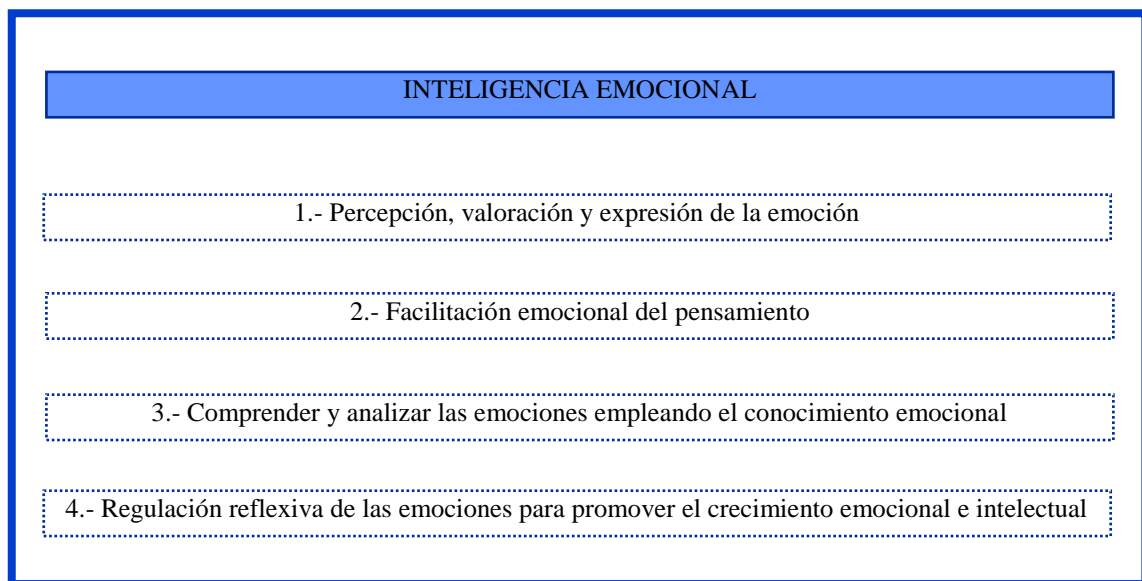 INTELIGENCIA EMOCIONAL
1.- Percepción, valoración y expresión de la emoción
2.- Facilitación emocional del pensamiento
3.- Comprender y analizar las emociones empleando el conocimiento emocional
4.- Regulación reflexiva de las emociones para promover el crecimiento emocional e intelectual